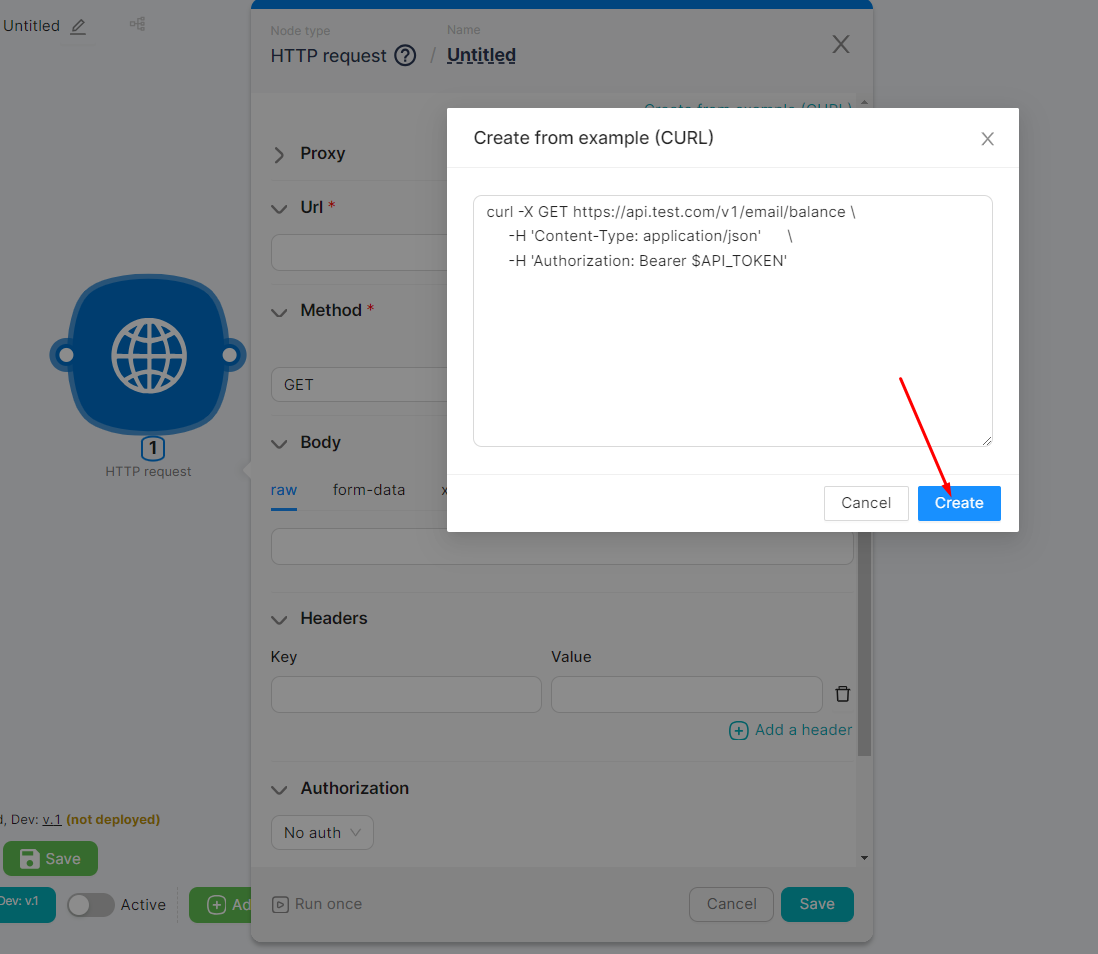 Untitled
Node type
Name
HTTP request ? / Untitled
Create from example (CURL)
Create from example (CURL)
Proxy
Url *
curl -X GET https://api.test.com/v1/email/balance \
-H 'Content-Type: application/json' \
-H 'Authorization: Bearer $API_TOKEN'
Method *
GET
Body
raw form-data x
Cancel Create
1
HTTP request
Headers
Key Value
Add a header
Authorization
No auth
d, Dev: v.1 (not deployed)
Save
Dev: v.1
Active
Ad
Run once
Cancel Save